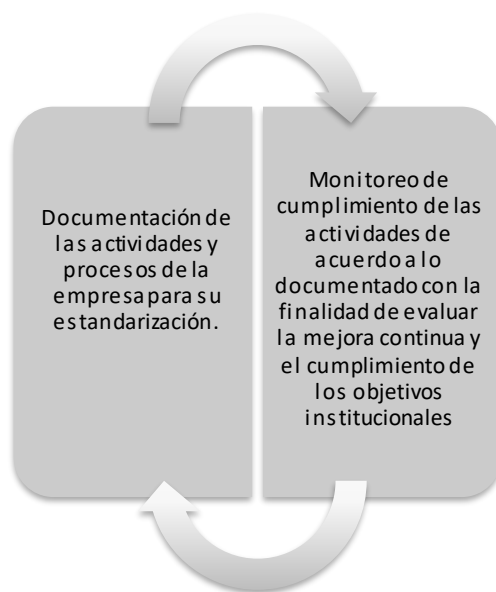 Documentación de
las actividades y
procesos de la
empresa para su
estandarización.
Monitoreo de
cumplimiento de las
actividades de
acuerdo a lo
documentado con la
finalidad de evaluar
la mejora continua y
el cumplimiento de
los objetivos
institucionales